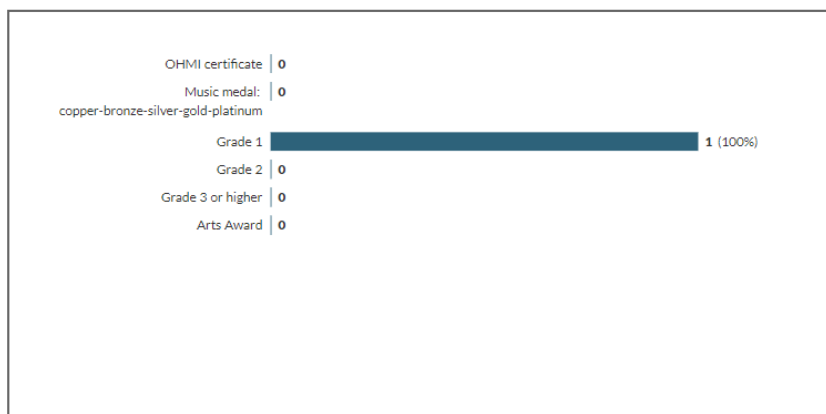 OHMI certificate 0
Music medal: 0
copper-bronze-silver-gold-platinum
Grade 1 1 (100%)
Grade 2 0
Grade 3 or higher 0
Arts Award 0